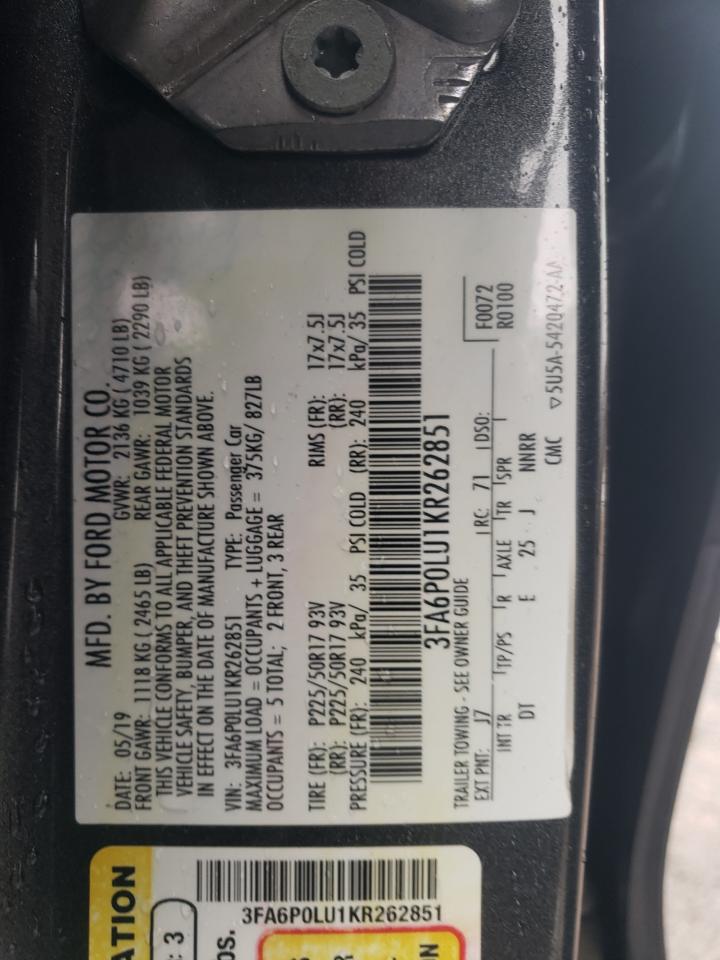 MFD. BY FORD MOTOR CO.
DATE: 05/19 GVWR: 2136 KG ( 4710 LB)
FRONT GAWR: 1118 KG ( 2465 LB) REAR GAWR: 1039 KG ( 2290 LB)
THIS VEHICLE CONFORMS TO ALL APPLICABLE FEDERAL MOTOR
VEHICLE SAFETY, BUMPER, AND THEFT PREVENTION STANDARDS
IN EFFECT ON THE DATE OF MANUFACTURE SHOWN ABOVE.
VIN: 3FA6P0LU1KR262851 TYPE: Passenger Car
MAXIMUM LOAD = OCCUPANTS + LUGGAGE = 375KG/ 827LB
OCCUPANTS = 5 TOTAL; 2 FRONT, 3 REAR
TIRE (FR): P225/50R17 93V RIMS (FR): 17x7.5J
(RR): P225/50R17 93V (RR): 17x7.5J
PRESSURE (FR): 240 kPa/ 35 PSI COLD (RR): 240 kPa/ 35 PSI COLD
3FA6P0LU1KR262851
TRAILER TOWING - SEE OWNER GUIDE
EXT PNT: J7 RC: 71 DSO: F0072
INT TR TP/PS R AXLE TR SPR R0100
DT E 25 J NNRR
CMC ▽ 5U5A-5420472-AA
ATION
: 3
OS.
3FA6P0LU1KR262851